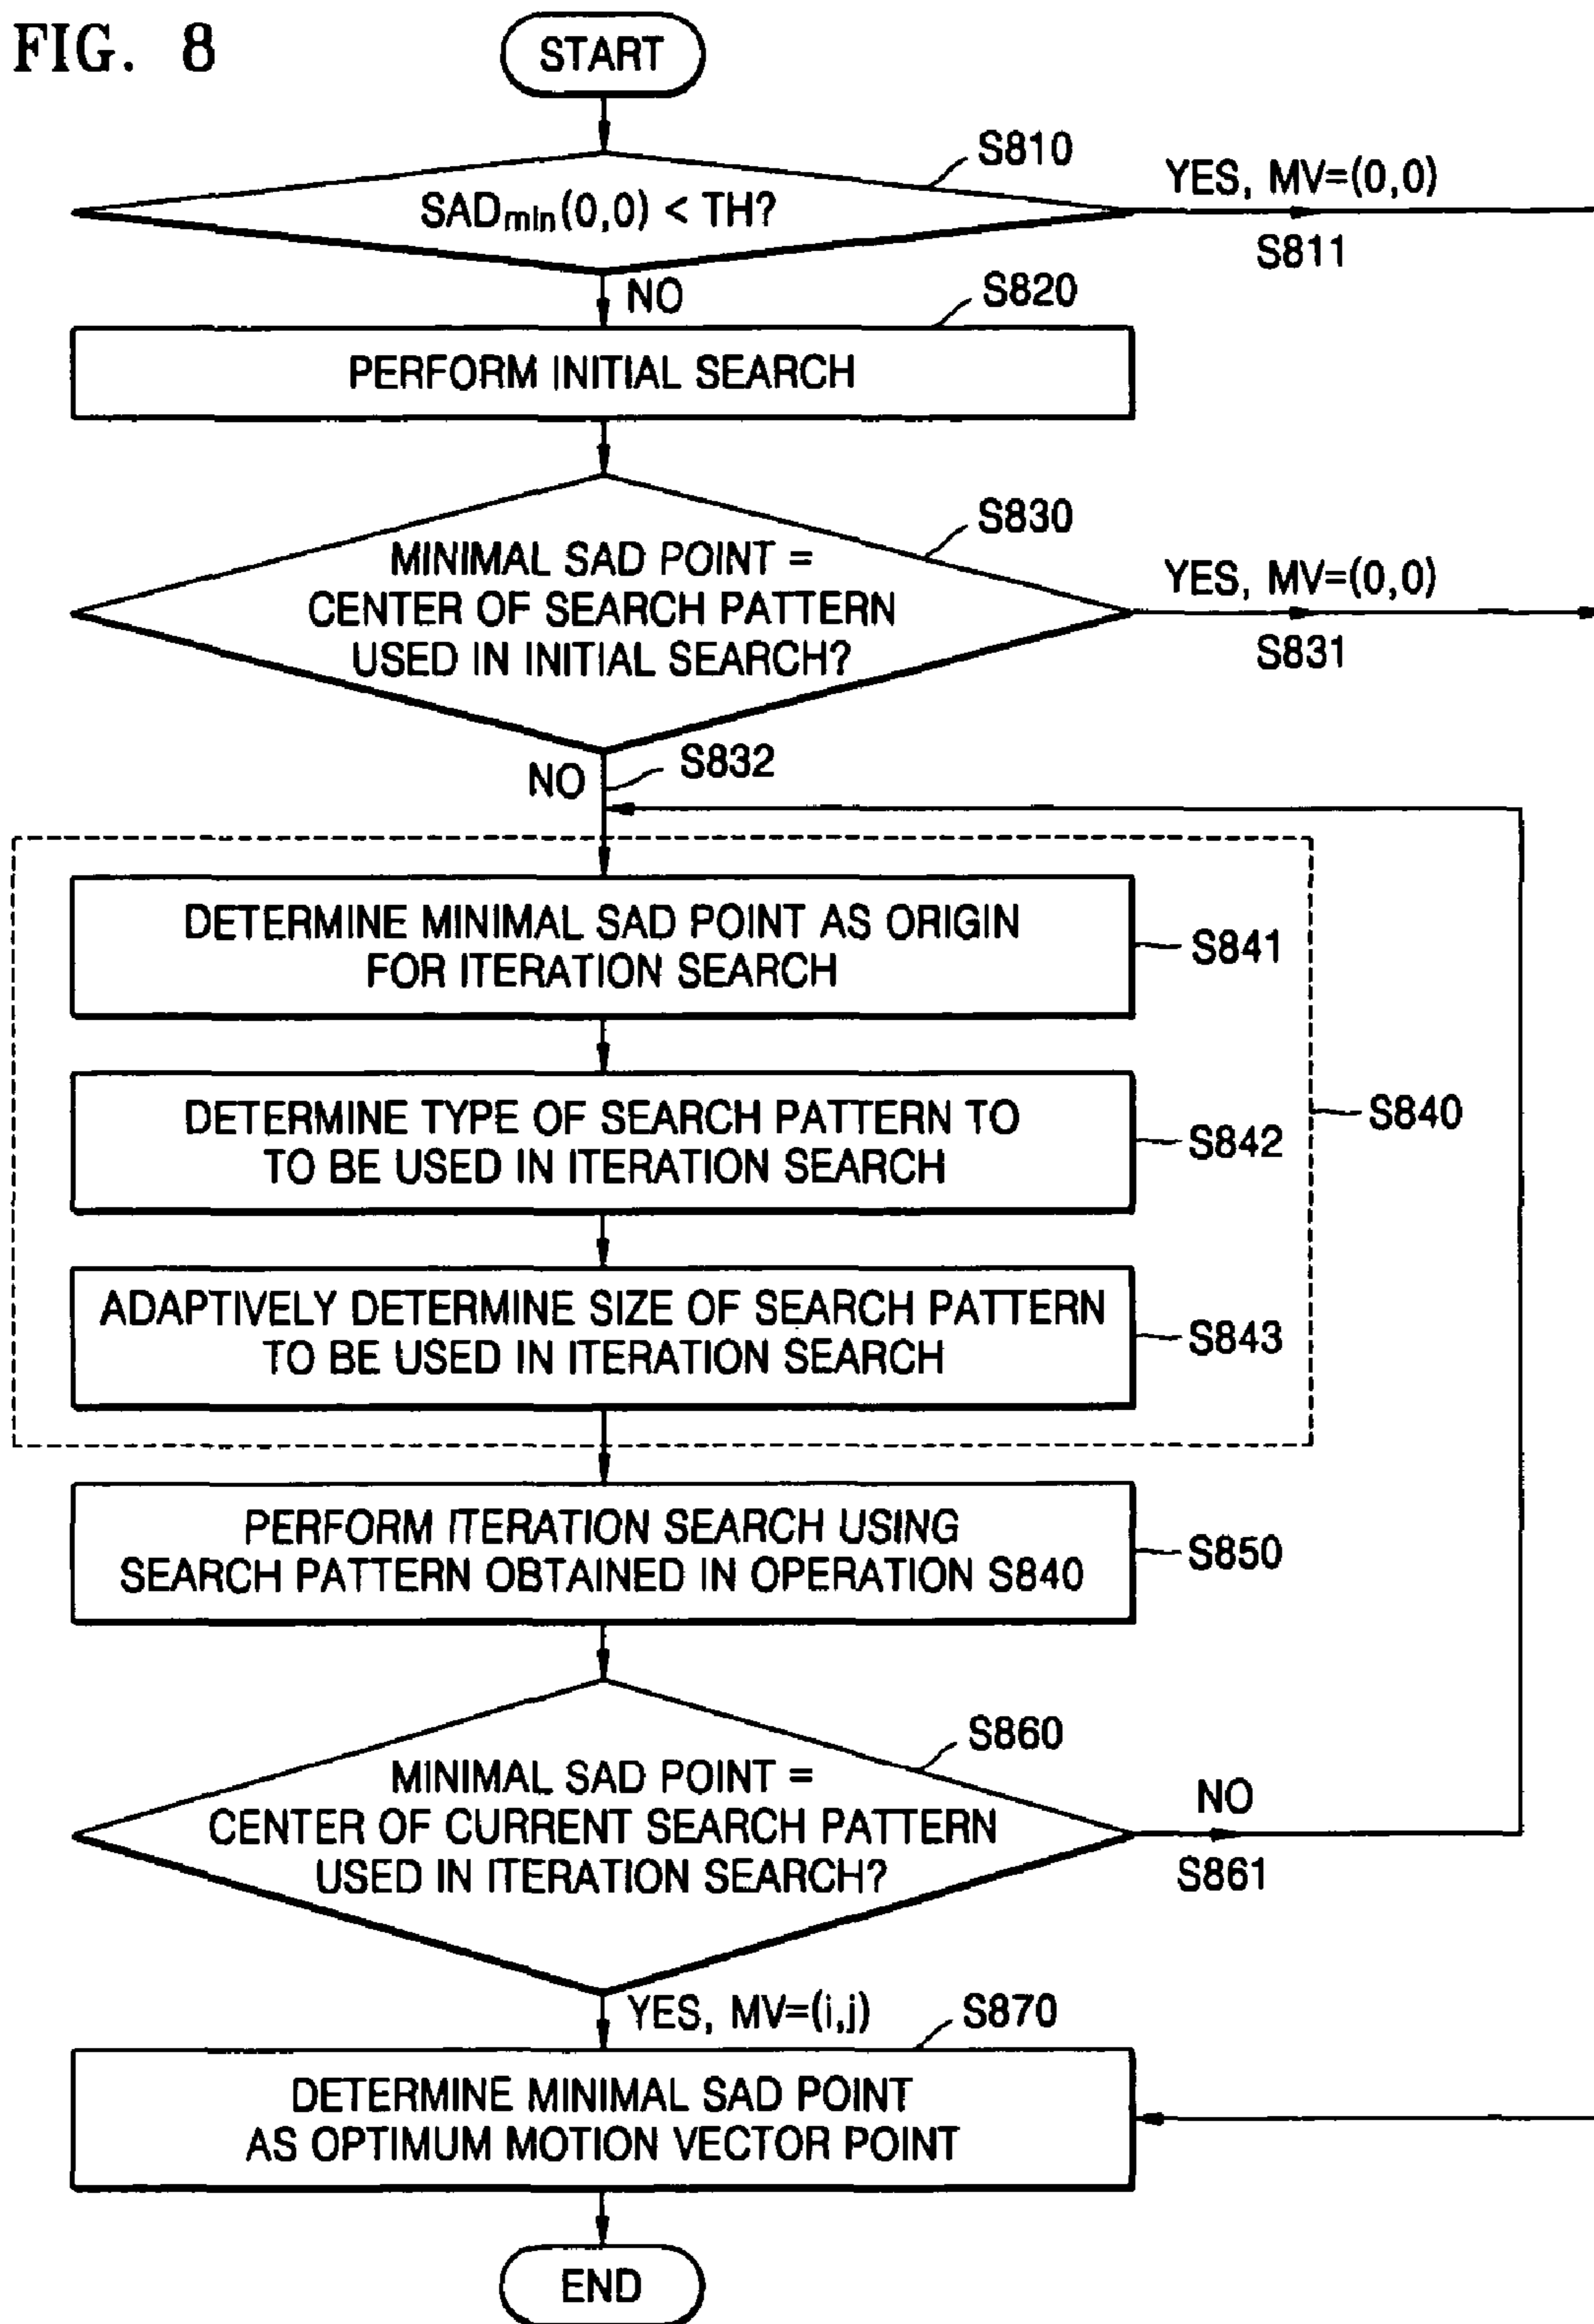 FIG. 8
START
S810
SADmin(0,0) < TH?
YES, MV=(0,0)
S811
NO
S820
PERFORM INITIAL SEARCH
S830
MINIMAL SAD POINT =
CENTER OF SEARCH PATTERN
USED IN INITIAL SEARCH?
YES, MV=(0,0)
S831
NO
S832
DETERMINE MINIMAL SAD POINT AS ORIGIN
FOR ITERATION SEARCH
S841
DETERMINE TYPE OF SEARCH PATTERN TO
TO BE USED IN ITERATION SEARCH
S842
S840
ADAPTIVELY DETERMINE SIZE OF SEARCH PATTERN
TO BE USED IN ITERATION SEARCH
S843
PERFORM ITERATION SEARCH USING
SEARCH PATTERN OBTAINED IN OPERATION S840
S850
S860
MINIMAL SAD POINT =
CENTER OF CURRENT SEARCH PATTERN
USED IN ITERATION SEARCH?
NO
S861
YES, MV=(i,j)
S870
DETERMINE MINIMAL SAD POINT
AS OPTIMUM MOTION VECTOR POINT
END